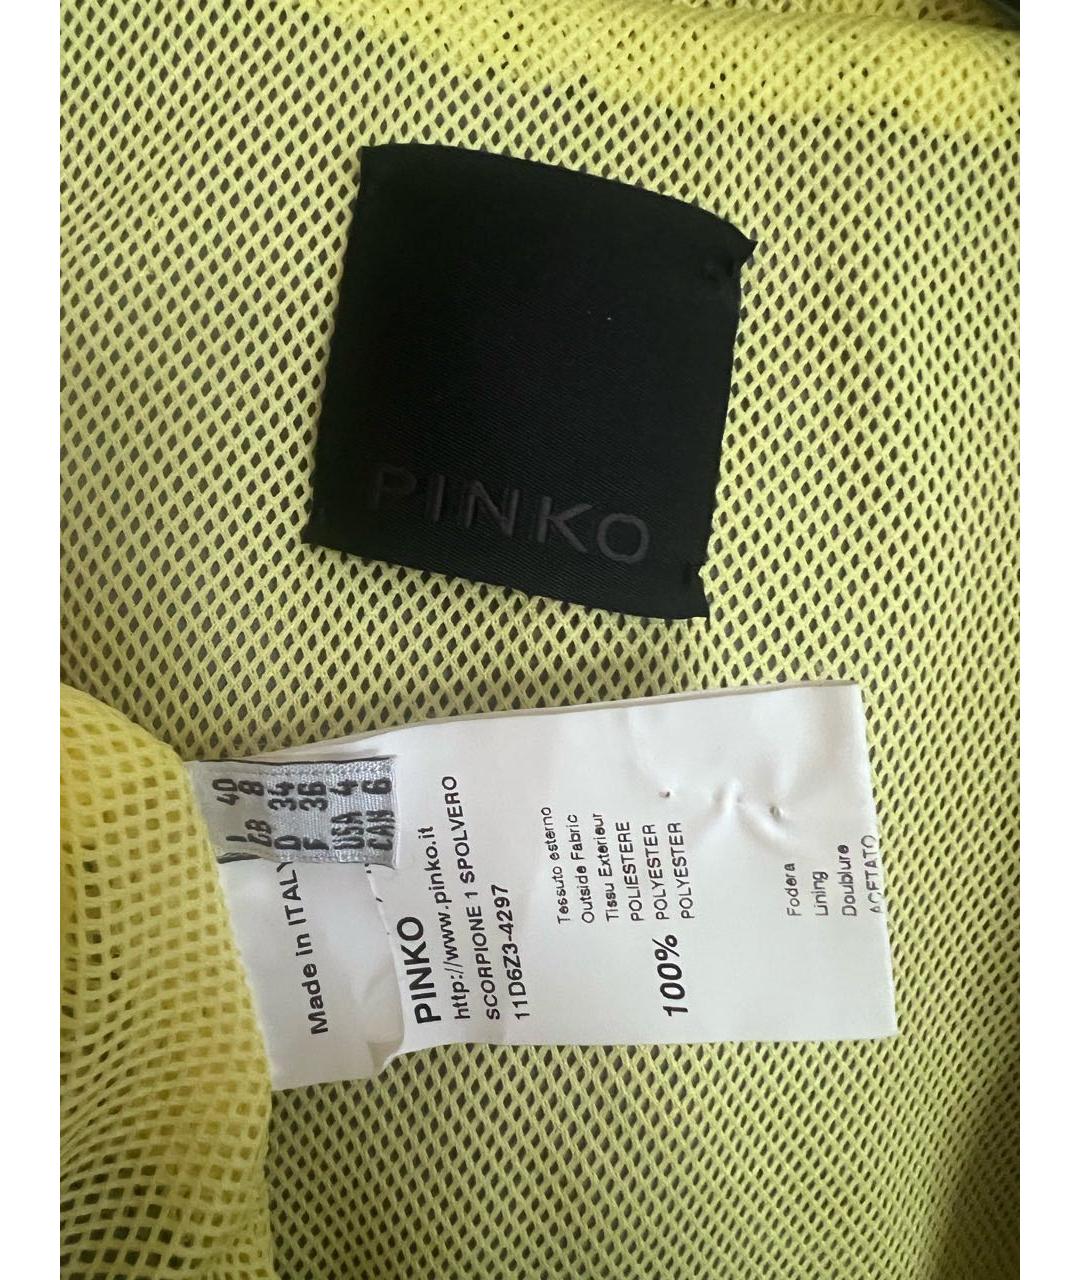 PINKO
I 40
GB 8
D 34
F 36
USA 4
CAN 6
Made in ITALY
PINKO
http://www.pinko.it
SCORPIONE 1 SPOLVERO
11D6Z3-4297
Tessuto esterno
Outside Fabric
Tissu Exterieur
POLIESTERE
100% POLYESTER
POLYESTER
Fodera
Lining
Doublure
ACETATO